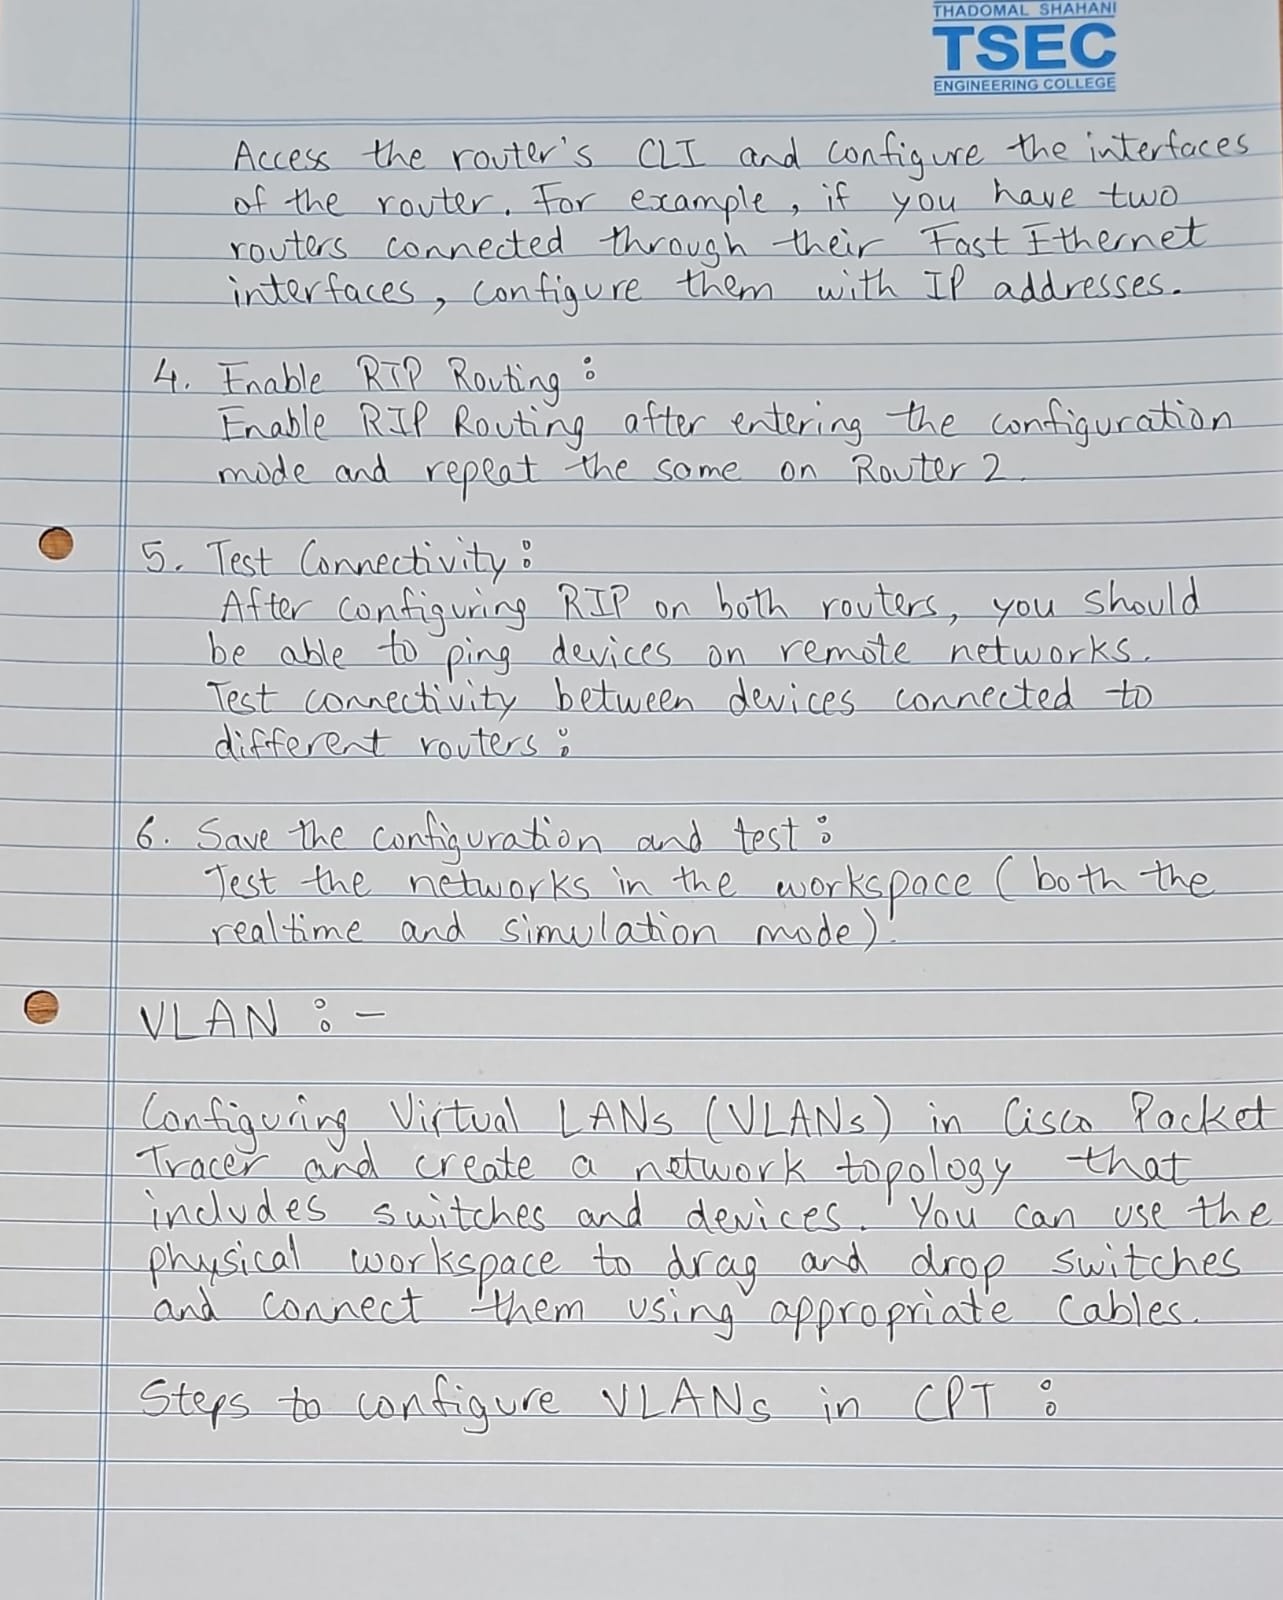 THADOMAL SHAHANI
TSEC
ENGINEERING COLLEGE
Access the router's CLI and configure the interfaces
of the router. For example, if you have two
routers connected through their Fast Ethernet
interfaces, configure them with IP addresses.
4. Enable RIP Routing :
Enable RIP Routing after entering the configuration
mode and repeat the same on Router 2.
5. Test Connectivity :
After configuring RIP on both routers, you should
be able to ping devices on remote networks.
Test connectivity between devices connected to
different routers :
6. Save the configuration and test :
Test the networks in the workspace (both the
realtime and simulation mode).
VLAN : -
Configuring Virtual LANs (VLANs) in Cisco Packet
Tracer and create a network topology that
includes switches and devices. You can use the
physical workspace to drag and drop switches
and connect them using appropriate cables.
Steps to configure VLANs in CPT :